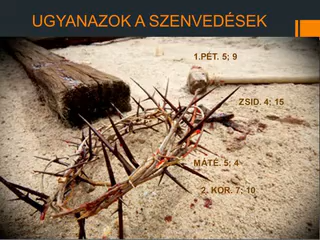 UGYANAZOK A SZENVEDÉSEK
1.PÉT. 5; 9
ZSID. 4; 15
MÁTÉ. 5; 4
2. KOR. 7; 10